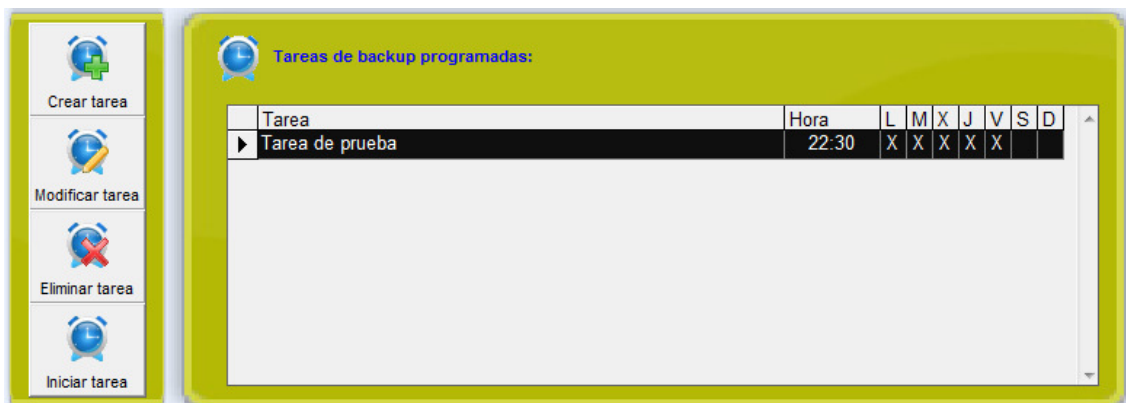 Crear tarea
Modificar tarea
Eliminar tarea
Iniciar tarea
Tareas de backup programadas:
Tarea Hora L M X J V S D
Tarea de prueba 22:30 X X X X X